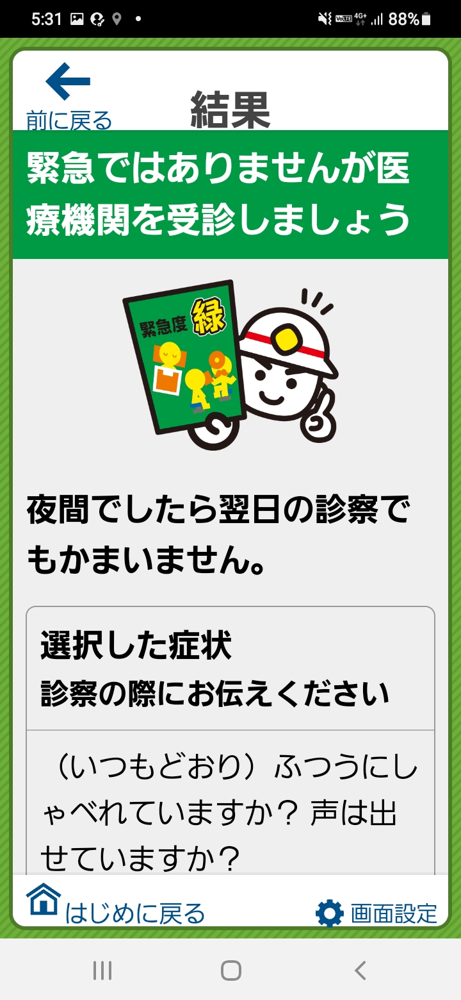 5:31
VoLTE 4G+ 88%
前に戻る
結果
緊急ではありませんが医
療機関を受診しましょう
緊急度 緑
夜間でしたら翌日の診察で
もかまいません。
選択した症状
診察の際にお伝えください
（いつもどおり）ふつうにし
ゃべれていますか？ 声は出
せていますか？
はじめに戻る
画面設定